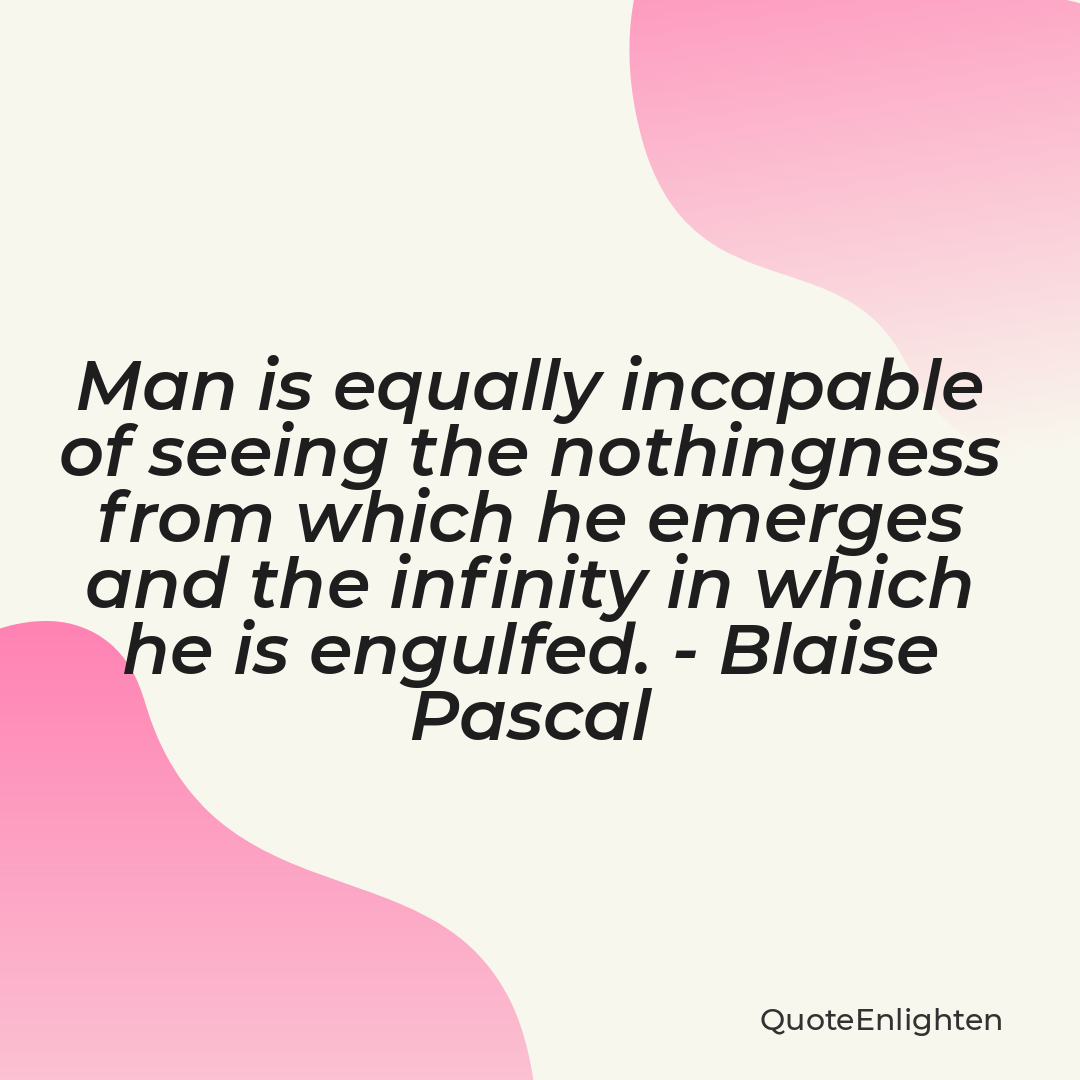 Man is equally incapable
of seeing the nothingness
from which he emerges
and the infinity in which
he is engulfed. - Blaise
Pascal
QuoteEnlighten